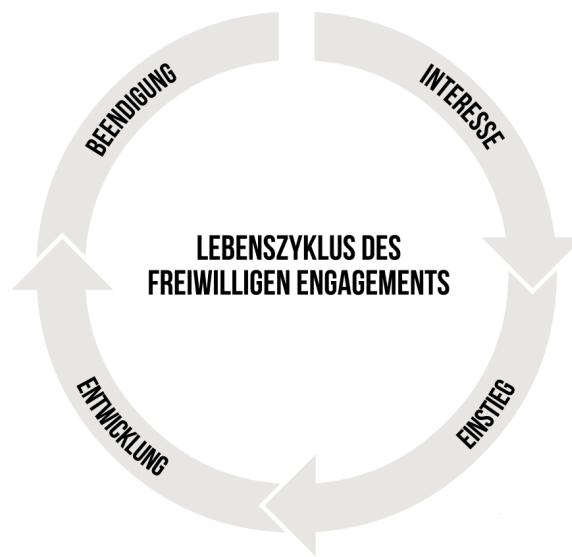 LEBENSZYKLUS DES
FREIWILLIGEN ENGAGEMENTS
INTERESSE
EINSTIEG
ENTWICKLUNG
BEENDIGUNG